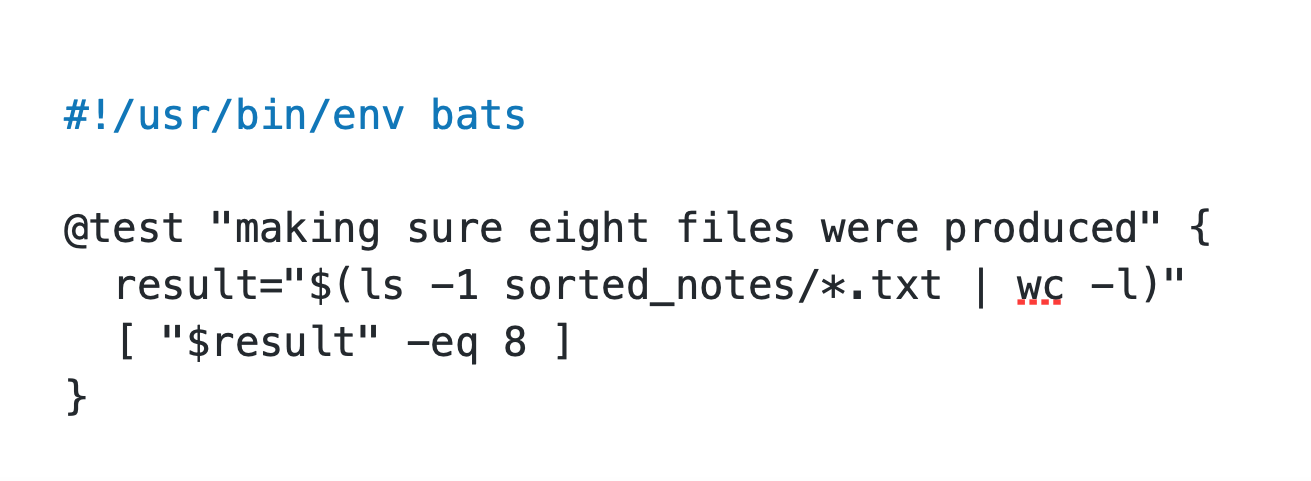 #!/usr/bin/env bats
@test "making sure eight files were produced" {
result="$(ls -1 sorted_notes/*.txt | wc -l)"
[ "$result" -eq 8 ]
}